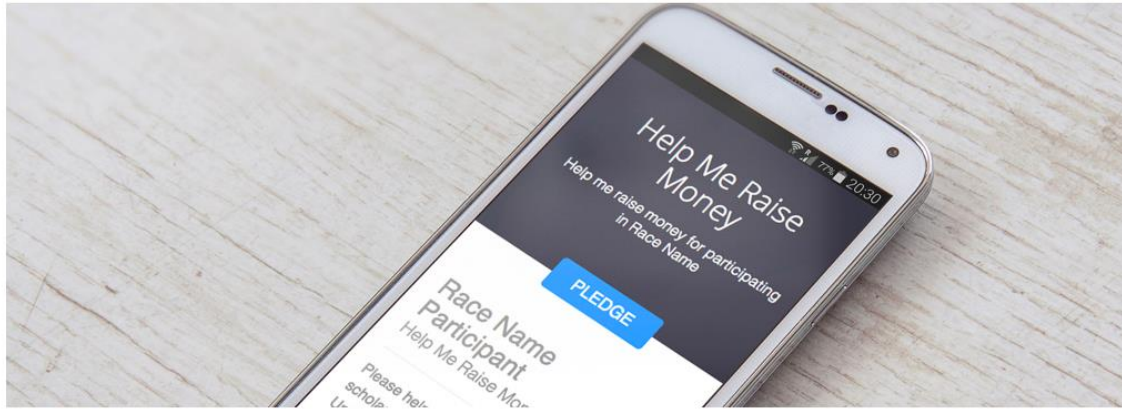 77% 20:30
Help Me Raise
Money
Help me raise money for participating
in Race Name
PLEDGE
Race Name
Participant
Help Me Raise Mon
Please help
schola